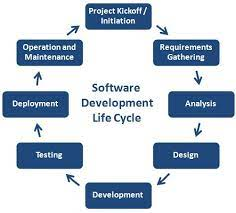 Project Kickoff /
Initiation
Requirements
Gathering
Analysis
Design
Development
Testing
Deployment
Operation and
Maintenance
Software
Development
Life Cycle